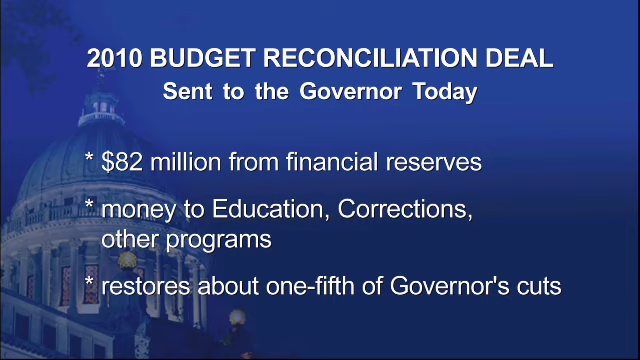 2010 BUDGET RECONCILIATION DEAL
Sent to the Governor Today
* $82 million from financial reserves
* money to Education, Corrections,
other programs
* restores about one-fifth of Governor's cuts